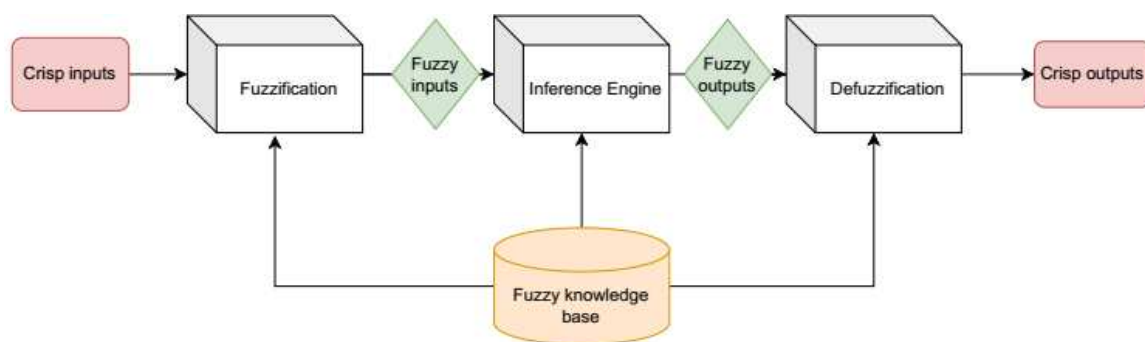 Crisp inputs
Fuzzification
Fuzzy
inputs
Inference Engine
Fuzzy
outputs
Defuzzification
Crisp outputs
Fuzzy knowledge
base